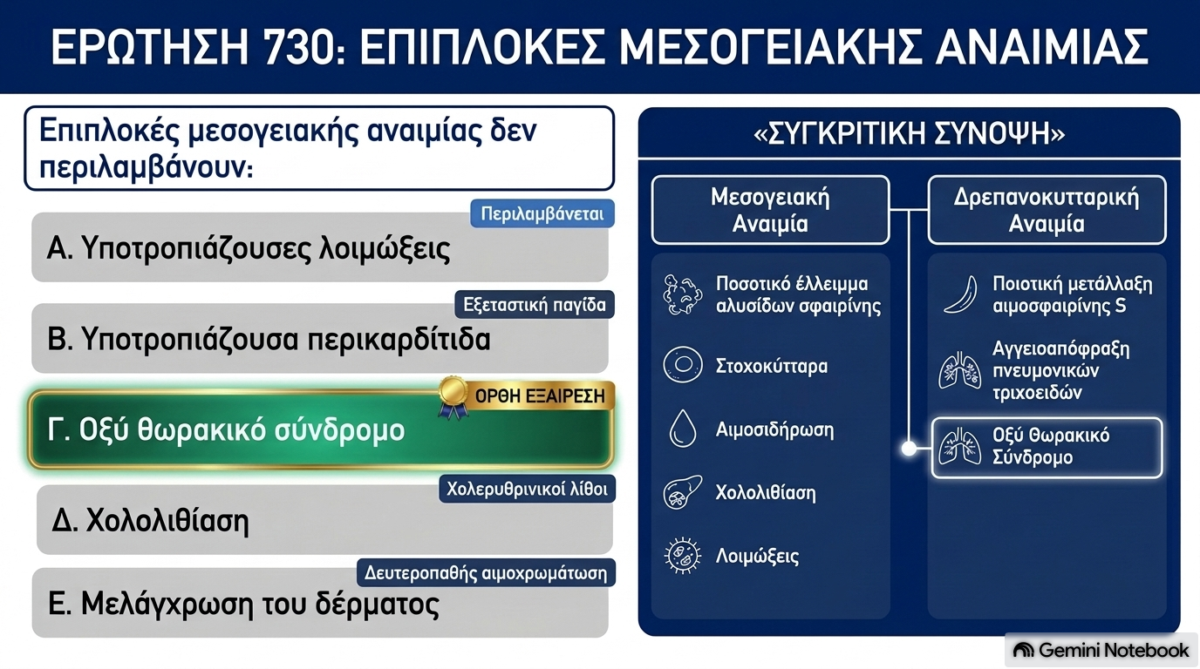 ΕΡΩΤΗΣΗ 730: ΕΠΙΠΛΟΚΕΣ ΜΕΣΟΓΕΙΑΚΗΣ ΑΝΑΙΜΙΑΣ
Επιπλοκές μεσογειακής αναιμίας δεν
περιλαμβάνουν:
Περιλαμβάνεται
Α. Υποτροπιάζουσες λοιμώξεις
Εξεταστική παγίδα
Β. Υποτροπιάζουσα περικαρδίτιδα
ΟΡΘΗ ΕΞΑΙΡΕΣΗ
Γ. Οξύ θωρακικό σύνδρομο
Χολερυθρινικοί λίθοι
Δ. Χολολιθίαση
Δευτεροπαθής αιμοχρωμάτωση
Ε. Μελάγχρωση του δέρματος
«ΣΥΓΚΡΙΤΙΚΗ ΣΥΝΟΨΗ»
Μεσογειακή
Αναιμία
Ποσοτικό έλλειμμα
αλυσίδων σφαιρίνης
Στοχοκύτταρα
Αιμοσιδήρωση
Χολολιθίαση
Λοιμώξεις
Δρεπανοκυτταρική
Αναιμία
Ποιοτική μετάλλαξη
αιμοσφαιρίνης S
Αγγειοαπόφραξη
πνευμονικών
τριχοειδών
Οξύ Θωρακικό
Σύνδρομο
Gemini Notebook